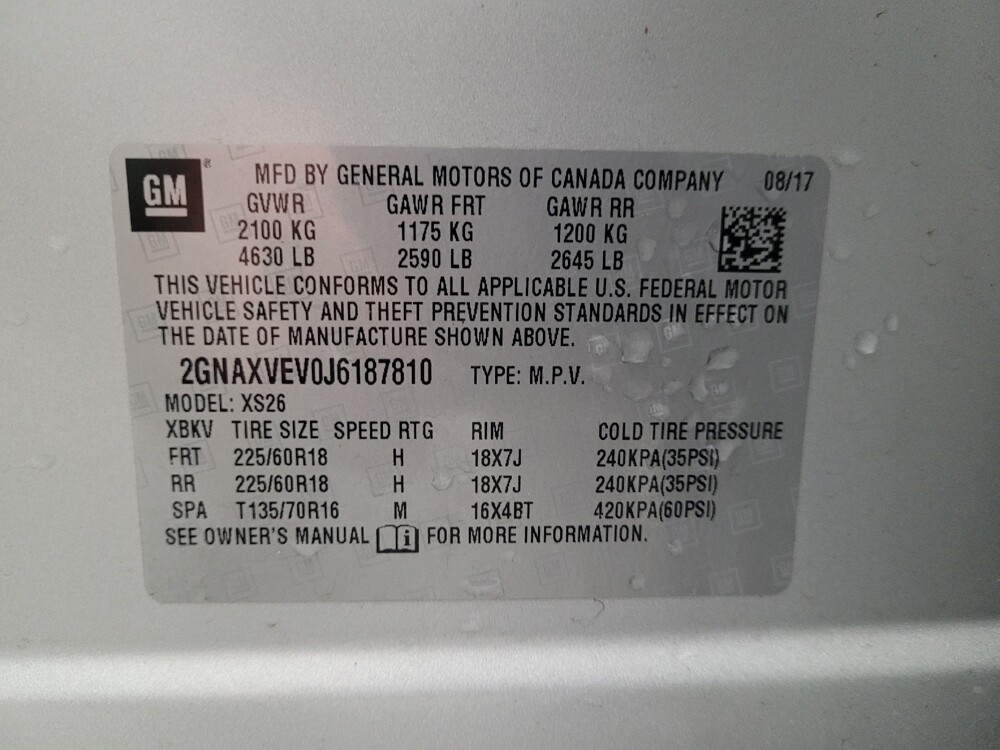 GM ® MFD BY GENERAL MOTORS OF CANADA COMPANY 08/17
GVWR GAWR FRT GAWR RR
2100 KG 1175 KG 1200 KG
4630 LB 2590 LB 2645 LB
THIS VEHICLE CONFORMS TO ALL APPLICABLE U.S. FEDERAL MOTOR
VEHICLE SAFETY AND THEFT PREVENTION STANDARDS IN EFFECT ON
THE DATE OF MANUFACTURE SHOWN ABOVE.
2GNAXVEV0J6187810 TYPE: M.P.V.
MODEL: XS26
XBKV TIRE SIZE SPEED RTG RIM COLD TIRE PRESSURE
FRT 225/60R18 H 18X7J 240KPA(35PSI)
RR 225/60R18 H 18X7J 240KPA(35PSI)
SPA T135/70R16 M 16X4BT 420KPA(60PSI)
SEE OWNER'S MANUAL i FOR MORE INFORMATION.